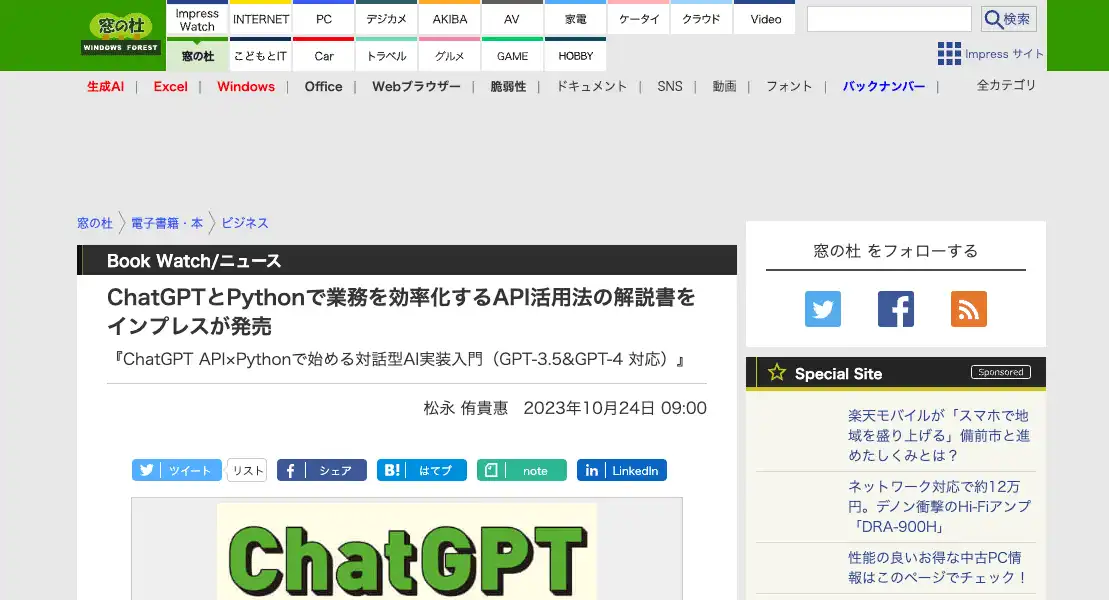 窓の杜
WINDOWS FOREST
Impress Watch
INTERNET
PC
デジカメ
AKIBA
AV
家電
ケータイ
クラウド
Video
検索
窓の杜
こどもとIT
Car
トラベル
グルメ
GAME
HOBBY
Impress サイト
生成AI | Excel | Windows | Office | Webブラウザー | 脆弱性 | ドキュメント | SNS | 動画 | フォント | バックナンバー | 全カテゴリ
窓の杜 〉電子書籍・本 〉ビジネス
Book Watch/ニュース
ChatGPTとPythonで業務を効率化するAPI活用法の解説書を
インプレスが発売
『ChatGPT API×Pythonで始める対話型AI実装入門（GPT-3.5&GPT-4 対応）』
松永 侑貴惠 2023年10月24日 09:00
ツイート
リスト
シェア
B! はてブ
note
in LinkedIn
ChatGPT
窓の杜 をフォローする
Special Site
Sponsored
楽天モバイルが「スマホで地
域を盛り上げる」備前市と進
めたしくみとは？
ネットワーク対応で約12万
円。デノン衝撃のHi-Fiアンプ
「DRA-900H」
性能の良いお得な中古PC情
報はこのページでチェック！